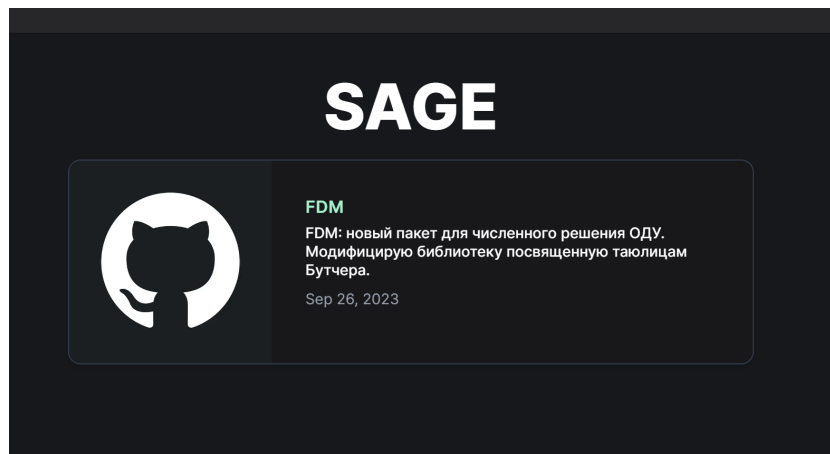 SAGE
FDM
FDM: новый пакет для численного решения ОДУ.
Модифицирую библиотеку посвященную таюлицам
Бутчера.
Sep 26, 2023